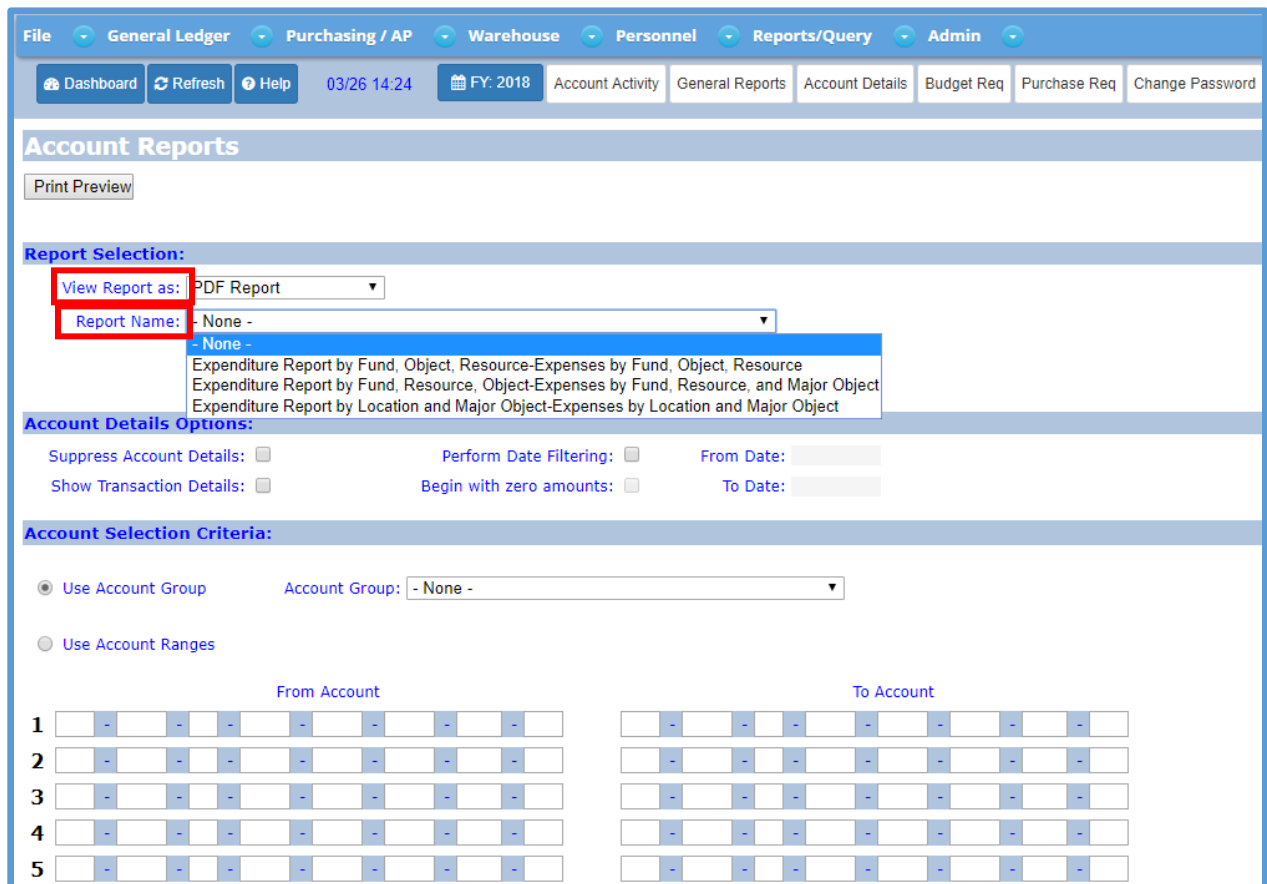 File General Ledger Purchasing / AP Warehouse Personnel Reports/Query Admin
Dashboard Refresh Help 03/26 14:24 FY: 2018 Account Activity General Reports Account Details Budget Req Purchase Req Change Password
Account Reports
Print Preview
Report Selection:
View Report as: PDF Report
Report Name: - None -
- None -
Expenditure Report by Fund, Object, Resource-Expenses by Fund, Object, Resource
Expenditure Report by Fund, Resource, Object-Expenses by Fund, Resource, and Major Object
Expenditure Report by Location and Major Object-Expenses by Location and Major Object
Account Details Options:
Suppress Account Details: Perform Date Filtering: From Date:
Show Transaction Details: Begin with zero amounts: To Date:
Account Selection Criteria:
Use Account Group Account Group: - None -
Use Account Ranges
From Account To Account
1 - - - - - - - - - - - - - -
2 - - - - - - - - - - - - - -
3 - - - - - - - - - - - - - -
4 - - - - - - - - - - - - - -
5 - - - - - - - - - - - - - -